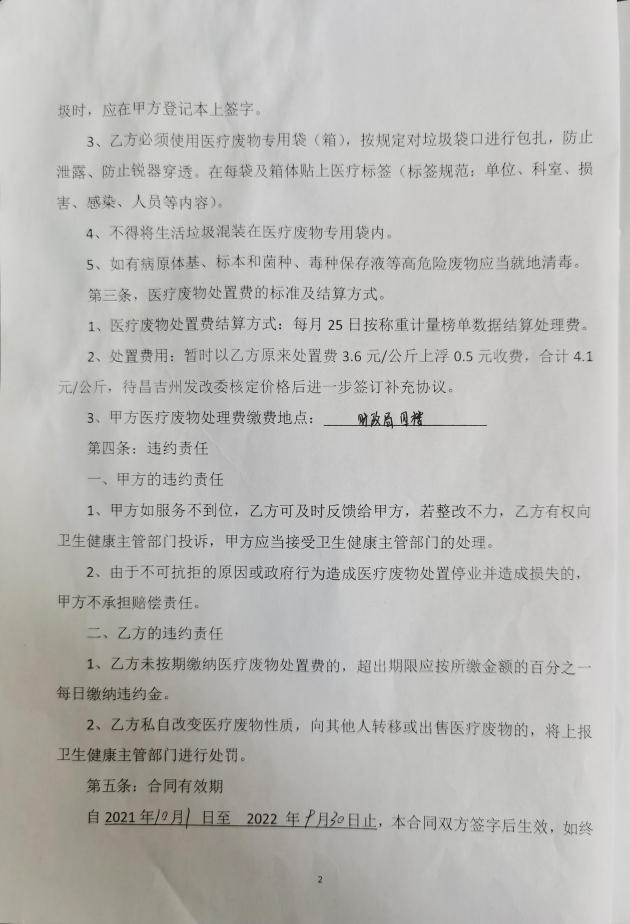 圾时，应在甲方登记本上签字。
3、乙方必须使用医疗废物专用袋（箱），按规定对垃圾袋口进行包扎，防止
泄露、防止锐器穿透。在每袋及箱体贴上医疗标签（标签规范：单位、科室、损
害、感染、人员等内容）。
4、不得将生活垃圾混装在医疗废物专用袋内。
5、如有病原体基、标本和菌种、毒种保存液等高危险废物应当就地清毒。
第三条，医疗废物处置费的标准及结算方式。
1、医疗废物处置费结算方式：每月 25 日按称重计量榜单数据结算处理费。
2、处置费用：暂时以乙方原来处置费 3.6 元/公斤上浮 0.5 元收费，合计 4.1
元/公斤，待昌吉州发改委核定价格后进一步签订补充协议。
3、甲方医疗废物处理费缴费地点：财政局
第四条：违约责任
一、甲方的违约责任
1、甲方如服务不到位，乙方可及时反馈给甲方，若整改不力，乙方有权向
卫生健康主管部门投诉，甲方应当接受卫生健康主管部门的处理。
2、由于不可抗拒的原因或政府行为造成医疗废物处置停业并造成损失的，
甲方不承担赔偿责任。
二、乙方的违约责任
1、乙方未按期缴纳医疗废物处置费的，超出期限应按所缴金额的百分之一
每日缴纳违约金。
2、乙方私自改变医疗废物性质，向其他人转移或出售医疗废物的，将上报
卫生健康主管部门进行处罚。
第五条：合同有效期
自 2021 年10月1 日至 2022 年 9月30日止，本合同双方签字后生效，如终
2